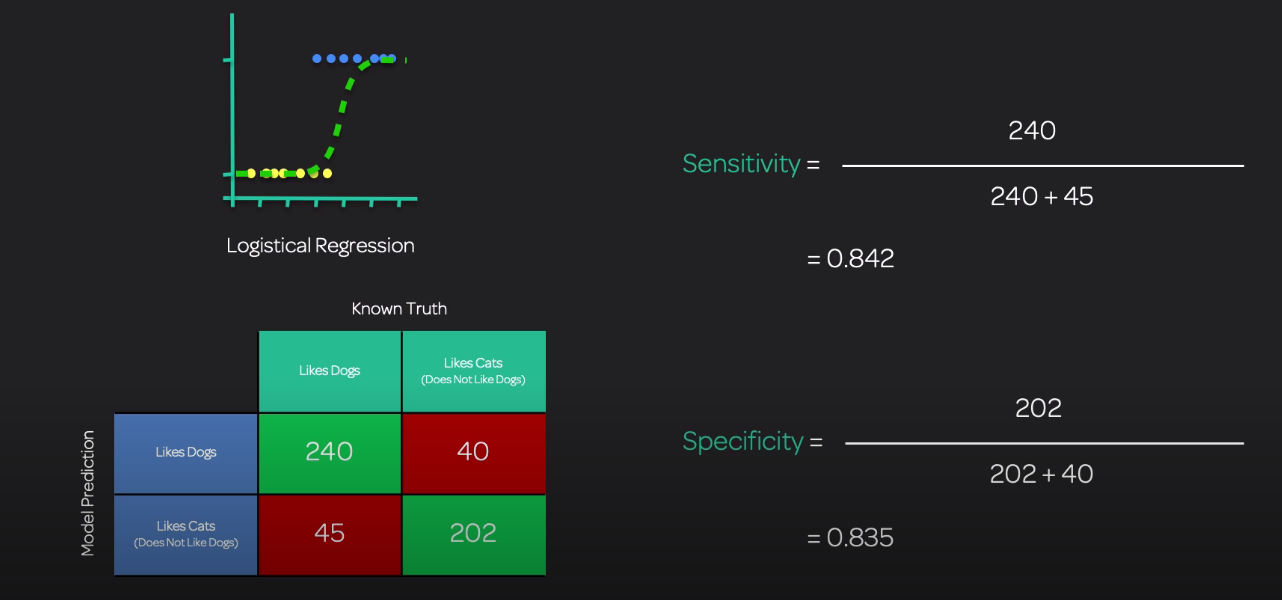 Logistical Regression
Known Truth
Likes Dogs
Likes Cats
(Does Not Like Dogs)
Model Prediction
Likes Dogs
240
40
Likes Cats
(Does Not Like Dogs)
45
202
Sensitivity =
240
240 + 45
= 0.842
Specificity =
202
202 + 40
= 0.835